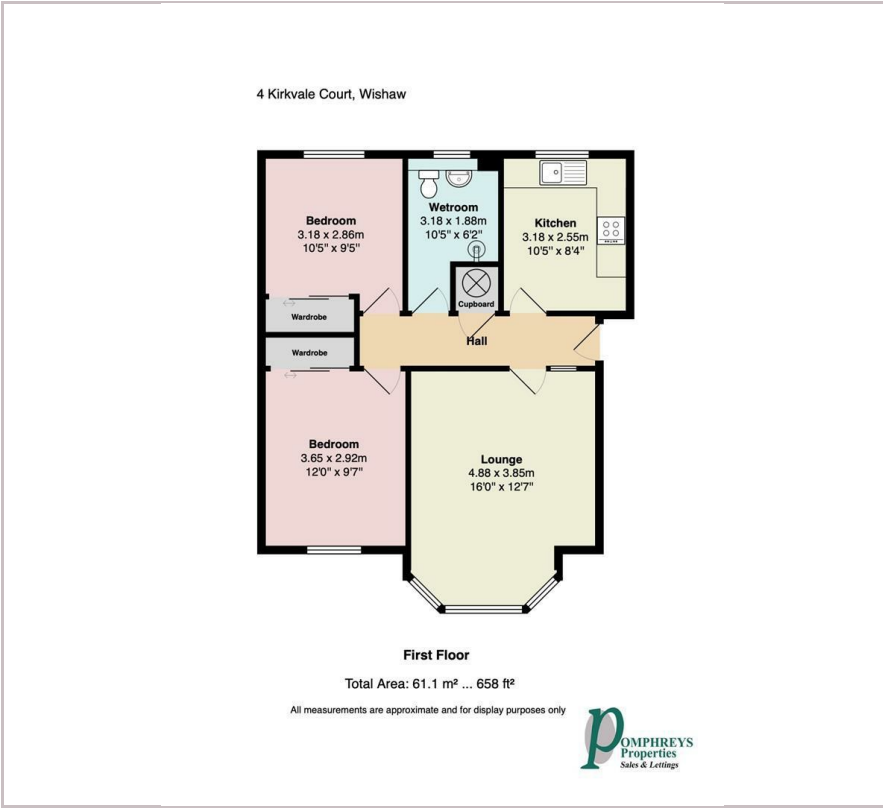 4 Kirkvale Court, Wishaw
Bedroom
3.18 x 2.86m
10'5" x 9'5"
Wetroom
3.18 x 1.88m
10'5" x 6'2"
Kitchen
3.18 x 2.55m
10'5" x 8'4"
Cupboard
Wardrobe
Hall
Wardrobe
Bedroom
3.65 x 2.92m
12'0" x 9'7"
Lounge
4.88 x 3.85m
16'0" x 12'7"
First Floor
Total Area: 61.1 m² ... 658 ft²
All measurements are approximate and for display purposes only
POMPHREYS
Properties
Sales & Lettings